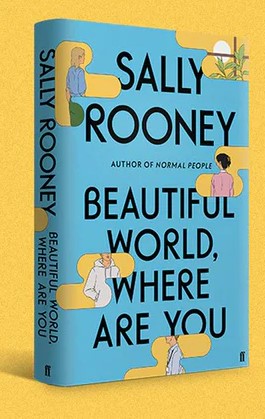 SALLY
ROONEY
AUTHOR OF NORMAL PEOPLE
BEAUTIFUL
WORLD,
WHERE
ARE YOU
ff
SALLY ROONEY
BEAUTIFUL WORLD,
WHERE ARE YOU
ff